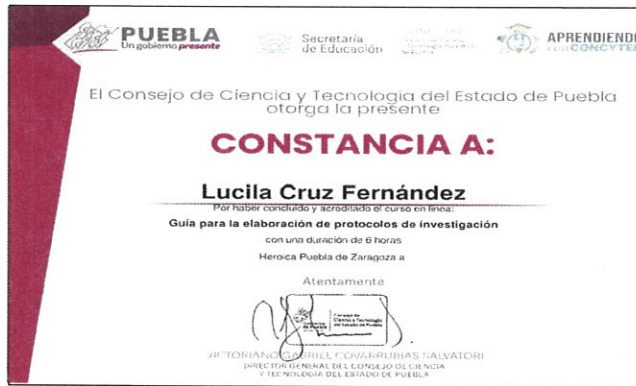 PUEBLA
Un gobierno presente
Secretaría
de Educación
APRENDIENDO
con CONCYTEP
El Consejo de Ciencia y Tecnología del Estado de Puebla
otorga la presente
CONSTANCIA A:
Lucila Cruz Fernández
Por haber concluido y acreditado el curso en línea:
Guía para la elaboración de protocolos de investigación
con una duración de 6 horas
Heroica Puebla de Zaragoza a
Atentamente
Consejo de
Ciencia y Tecnología
del Estado de Puebla
VICTORIANO GABRIEL COVARRUBIAS SALVATORI
DIRECTOR GENERAL DEL CONSEJO DE CIENCIA
Y TECNOLOGÍA DEL ESTADO DE PUEBLA